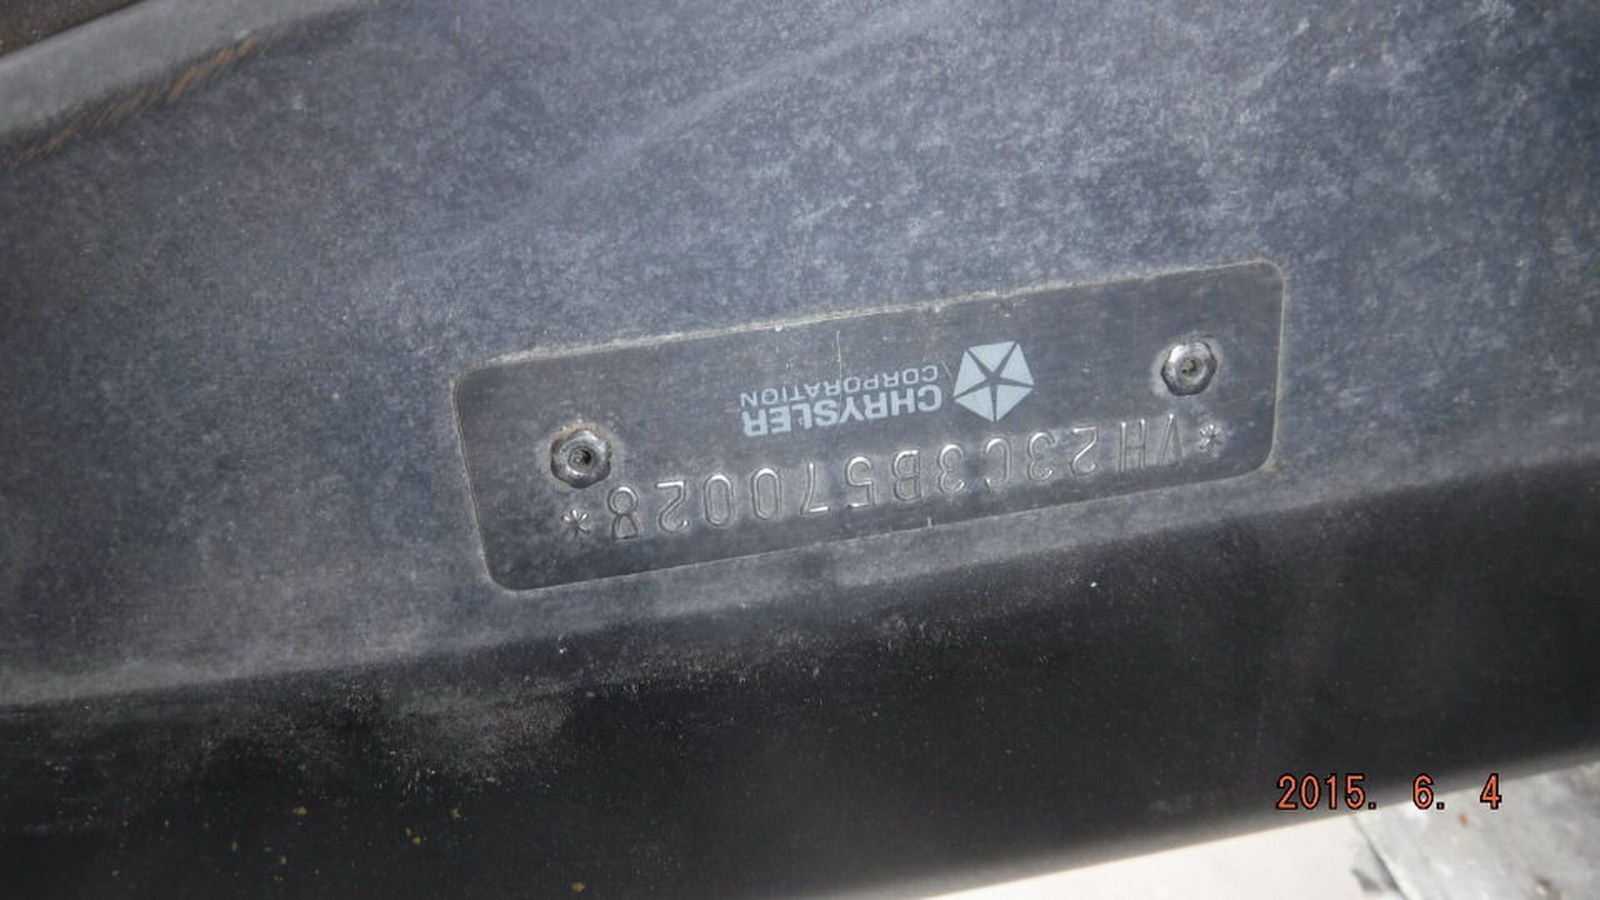 CHRYSLER
CORPORATION
*VH23C3B570028*
2015. 6. 4